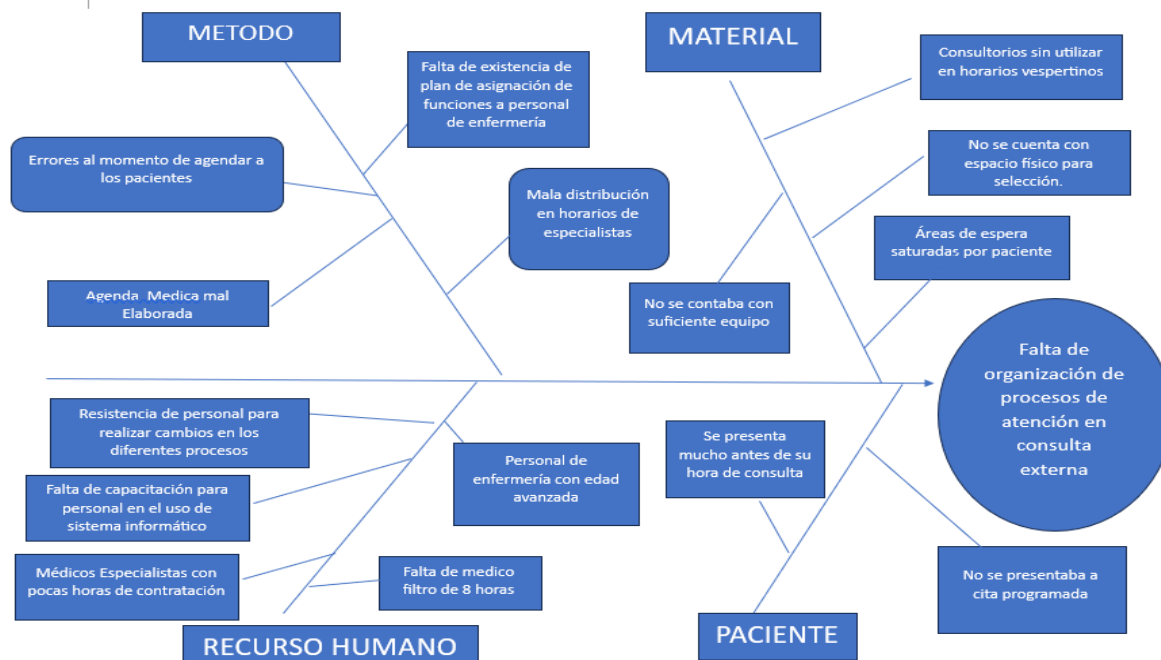 METODO
MATERIAL
Falta de existencia de
plan de asignación de
funciones a personal
de enfermería
Consultorios sin utilizar
en horarios vespertinos
Errores al momento de agendar a
los pacientes
No se cuenta con
espacio físico para
selección.
Mala distribución
en horarios de
especialistas
Áreas de espera
saturadas por paciente
Agenda Medica mal
Elaborada
No se contaba con
suficiente equipo
Falta de
organización de
procesos de
atención en
consulta
externa
Resistencia de personal para
realizar cambios en los
diferentes procesos
Personal de
enfermería con edad
avanzada
Se presenta
mucho antes de su
hora de consulta
Falta de capacitación para
personal en el uso de
sistema informático
Médicos Especialistas con
pocas horas de contratación
Falta de medico
filtro de 8 horas
No se presentaba a
cita programada
RECURSO HUMANO
PACIENTE